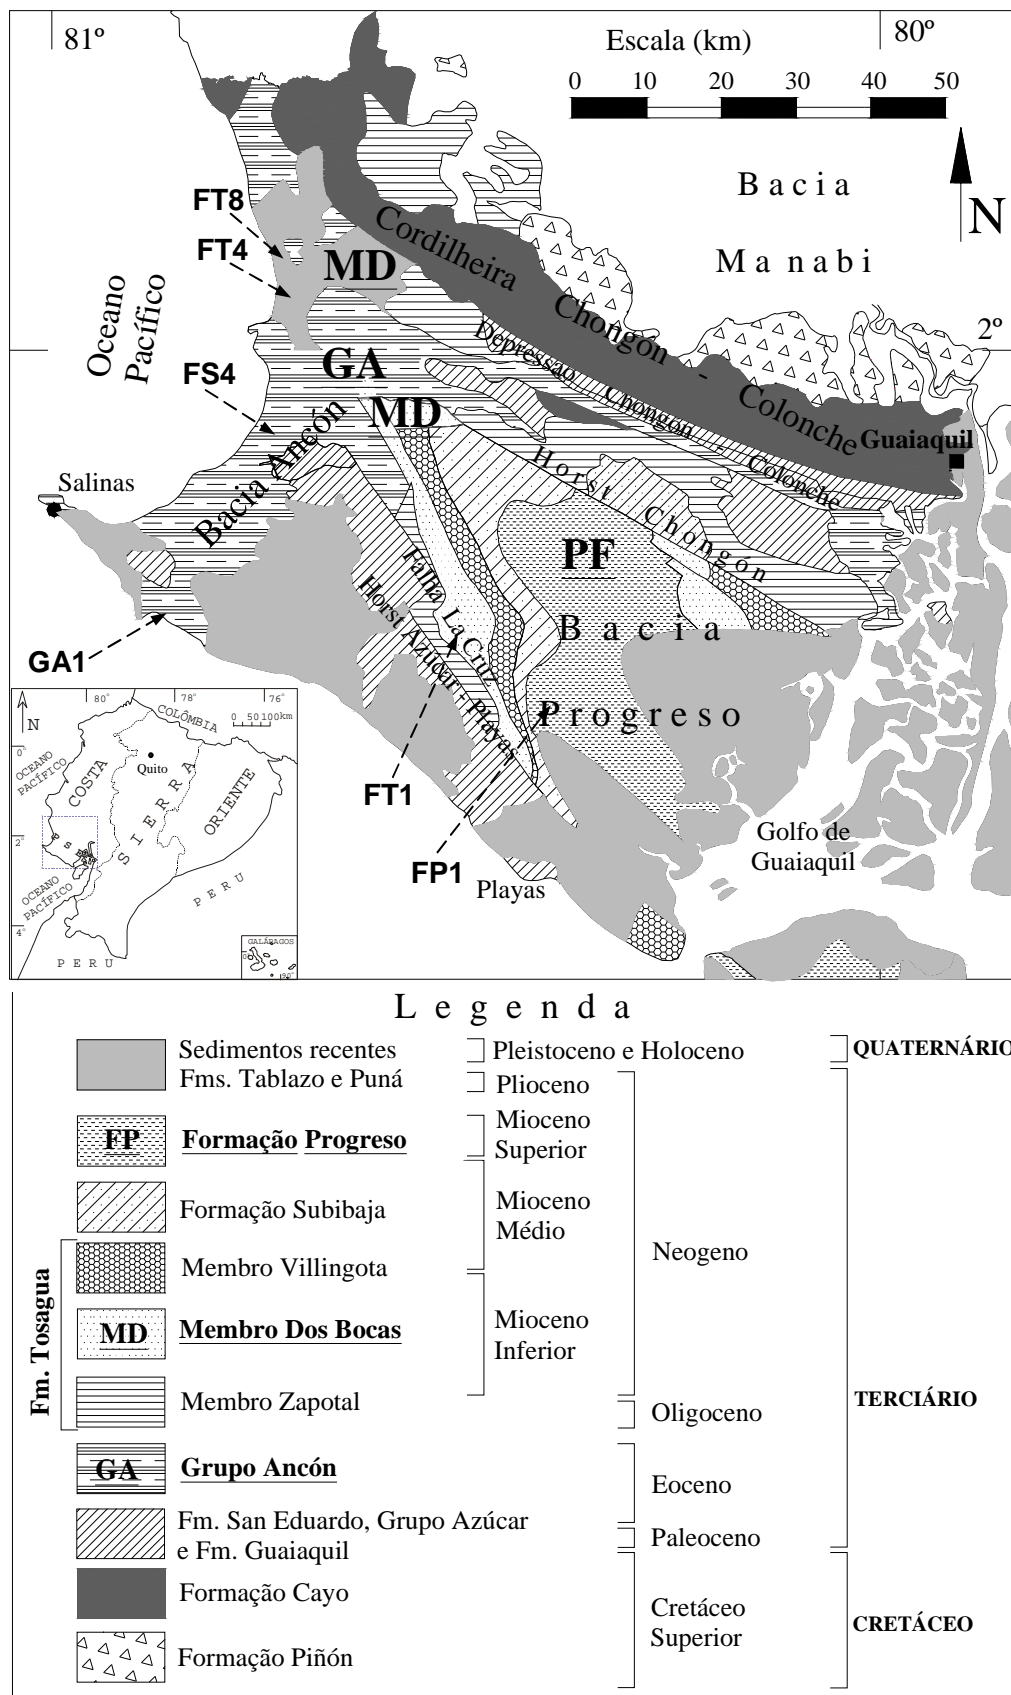 81º
80º
Escala (km)
0 10 20 30 40 50
Bacia
Manabi
N
FT8
FT4
MD
Cordilheira Chongon - Colonche
Oceano
Pacífico
2º
Depressão Chongon - Colonche
GA
FS4
MD
Guaiaquil
Bacia Ancón
Salinas
Horst Chongón
PF
Falha La Cruz
Horst Azúcar - Playas
Bacia
Progreso
GA1
FT1
FP1
Golfo de
Guaiaquil
Playas
80º 78º 76º
N
COLÔMBIA
0 50 100km
0º
OCEANO
PACÍFICO
COSTA
Quito
SIERRA
ORIENTE
2º
P S E
OCEANO
PACÍFICO
PERU
4º
PERU
GALÁPAGOS
0º
90º
Legenda
Sedimentos recentes
Fms. Tablazo e Puná
Pleistoceno e Holoceno
QUATERNÁRIO
Plioceno
FP
Formação Progreso
Mioceno
Superior
Formação Subibaja
Mioceno
Médio
Neogeno
Fm. Tosagua
Membro Villingota
MD
Membro Dos Bocas
Mioceno
Inferior
Membro Zapotal
Oligoceno
TERCIÁRIO
GA
Grupo Ancón
Eoceno
Fm. San Eduardo, Grupo Azúcar
e Fm. Guaiaquil
Paleoceno
Formação Cayo
Cretáceo
Superior
CRETÁCEO
Formação Piñón